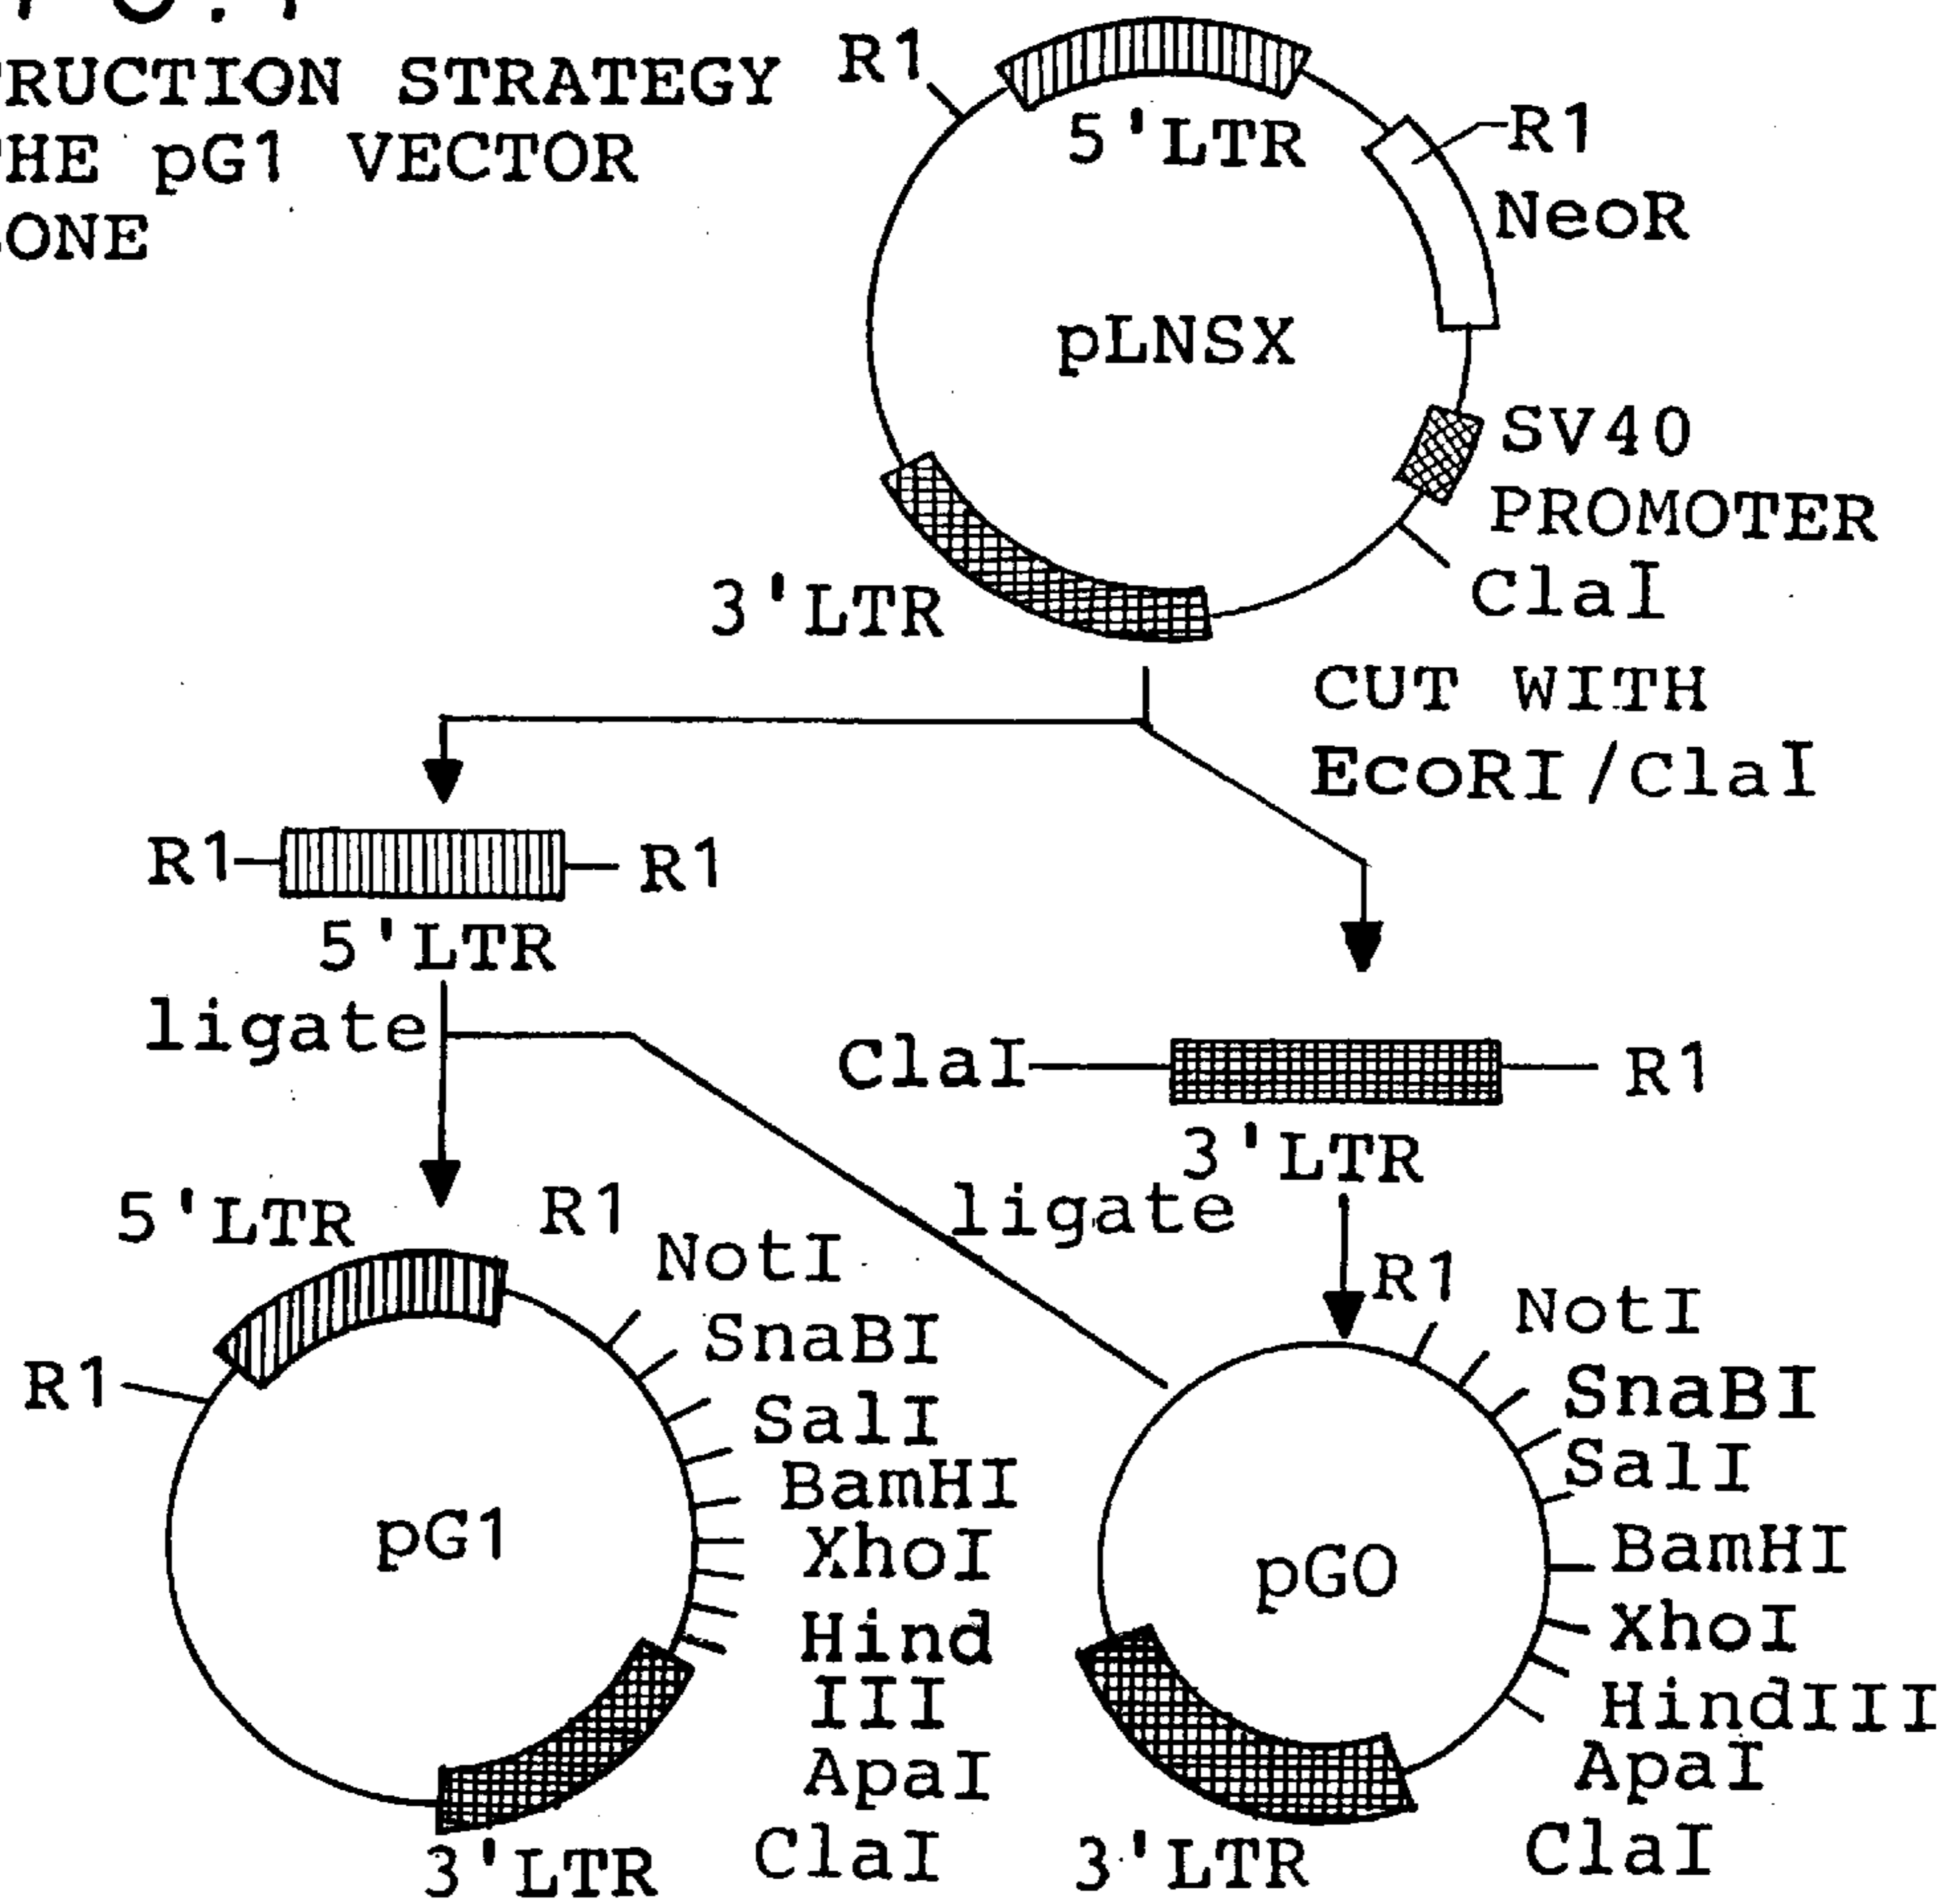 RUCTION STRATEGY
HE pG1 VECTOR
ONE
R1
5'LTR
R1
NeoR
pLNSX
SV40
PROMOTER
ClaI
3'LTR
CUT WITH
EcoRI/ClaI
R1
R1
5'LTR
ligate
ClaI
R1
3'LTR
ligate
5'LTR
R1
NotI
SnaBI
SalI
BamHI
XhoI
Hind
III
ApaI
ClaI
R1
pG1
3'LTR
R1
NotI
SnaBI
SalI
BamHI
XhoI
HindIII
ApaI
ClaI
pGO
3'LTR